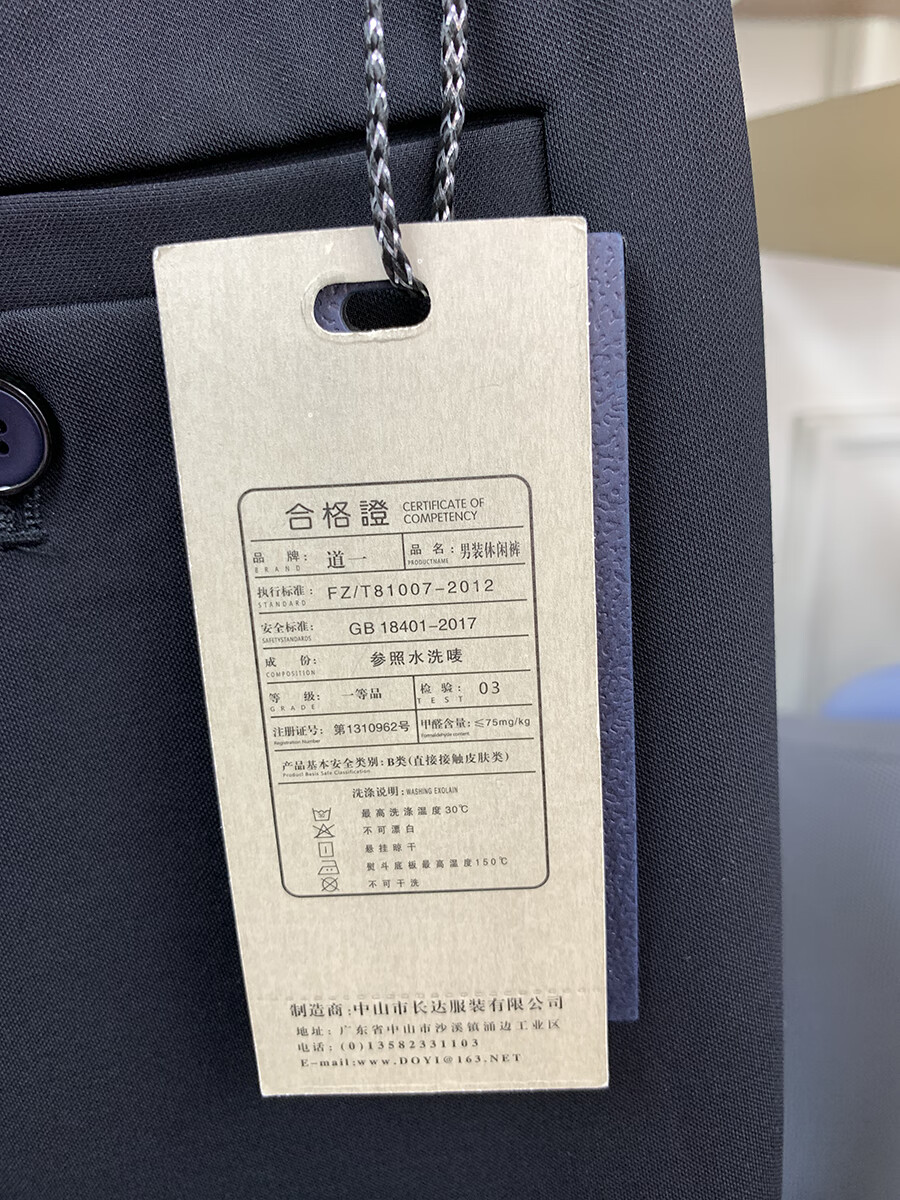 合格證 CERTIFICATE OF COMPETENCY
品牌: 道一 品名: 男装休闲裤
BRAND PRODUCTNAME
执行标准: FZ/T81007-2012
STANDARD
安全标准: GB 18401-2017
SAFETYSTANDARDS
成份: 参照水洗唛
COMPOSITION
等级: 一等品 检验: 03
GRADE TEST
注册证号: 第1310962号 甲醛含量: ≤75mg/kg
Registration Number Formaldehyde content
产品基本安全类别: B类(直接接触皮肤类)
Product Basis Safe Classification
洗涤说明: WASHING EXOLAIN
最高洗涤温度30℃
不可漂白
悬挂晾干
熨斗底板最高温度150℃
不可干洗
制造商:中山市长达服装有限公司
地址: 广东省中山市沙溪镇涌边工业区
电话: (0)13582331103
E-mail:www.DOYI@163.NET